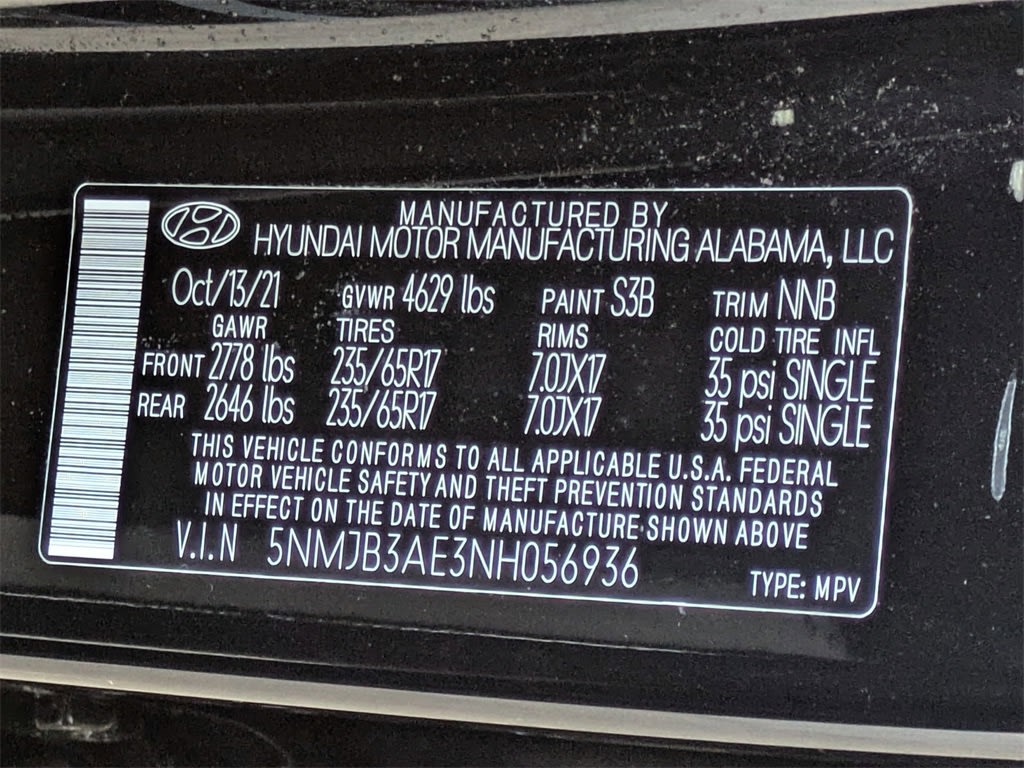 MANUFACTURED BY
HYUNDAI MOTOR MANUFACTURING ALABAMA, LLC
Oct/13/21 GVWR 4629 lbs PAINT S3B TRIM NNB
GAWR TIRES RIMS COLD TIRE INFL
FRONT 2778 lbs 235/65R17 7.0JX17 35 psi SINGLE
REAR 2646 lbs 235/65R17 7.0JX17 35 psi SINGLE
THIS VEHICLE CONFORMS TO ALL APPLICABLE U.S.A. FEDERAL
MOTOR VEHICLE SAFETY AND THEFT PREVENTION STANDARDS
IN EFFECT ON THE DATE OF MANUFACTURE SHOWN ABOVE
V.I.N 5NMJB3AE3NH056936
TYPE: MPV